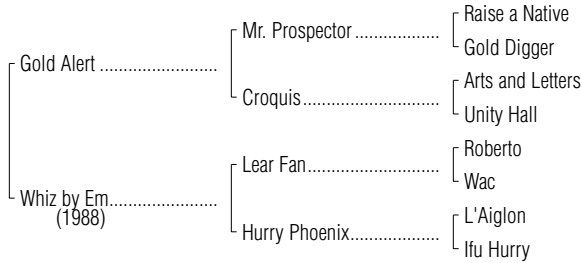 Raise a Native
Mr. Prospector ..................
Gold Digger
Gold Alert .........................
Arts and Letters
Croquis.............................
Unity Hall
Roberto
Lear Fan............................
Wac
Whiz by Em.......................
(1988)
L'Aiglon
Hurry Phoenix...................
Ifu Hurry